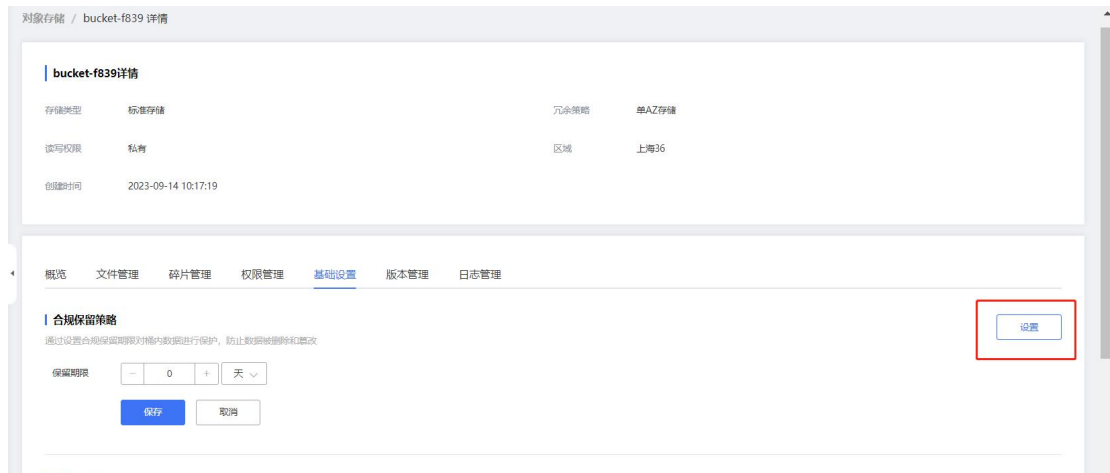 对象存储 / bucket-f839 详情
bucket-f839详情
存储类型 标准存储 冗余策略 单AZ存储
读写权限 私有 区域 上海36
创建时间 2023-09-14 10:17:19
概览 文件管理 碎片管理 权限管理 基础设置 版本管理 日志管理
合规保留策略 设置
通过设置合规保留期限对桶内数据进行保护，防止数据被删除和篡改
保留期限 - 0 + 天
保存 取消